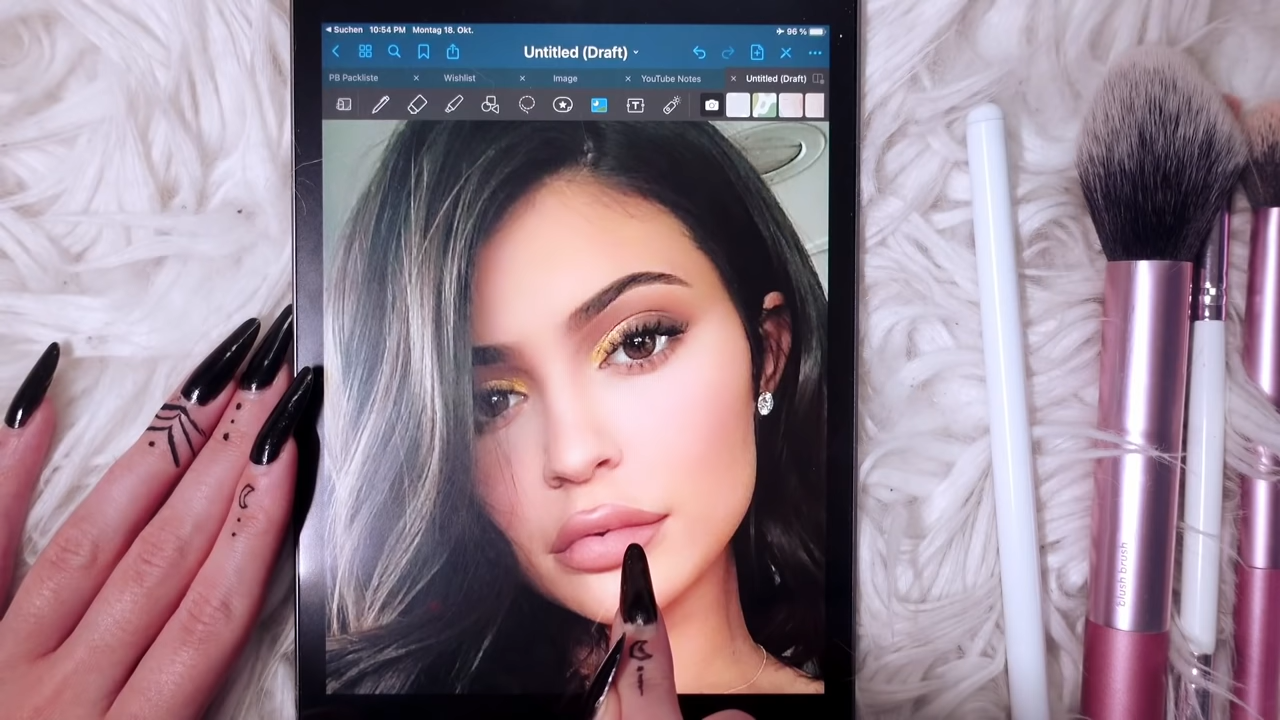 Suchen 10:54 PM Montag 18. Okt. 96 %
Untitled (Draft)
PB Packliste Wishlist Image YouTube Notes Untitled (Draft)
T
Blush brush